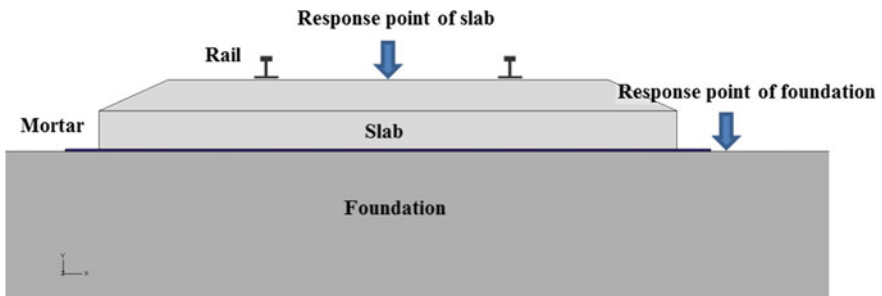 Response point of slab
Rail
Response point of foundation
Mortar
Slab
Foundation
Y
Z X